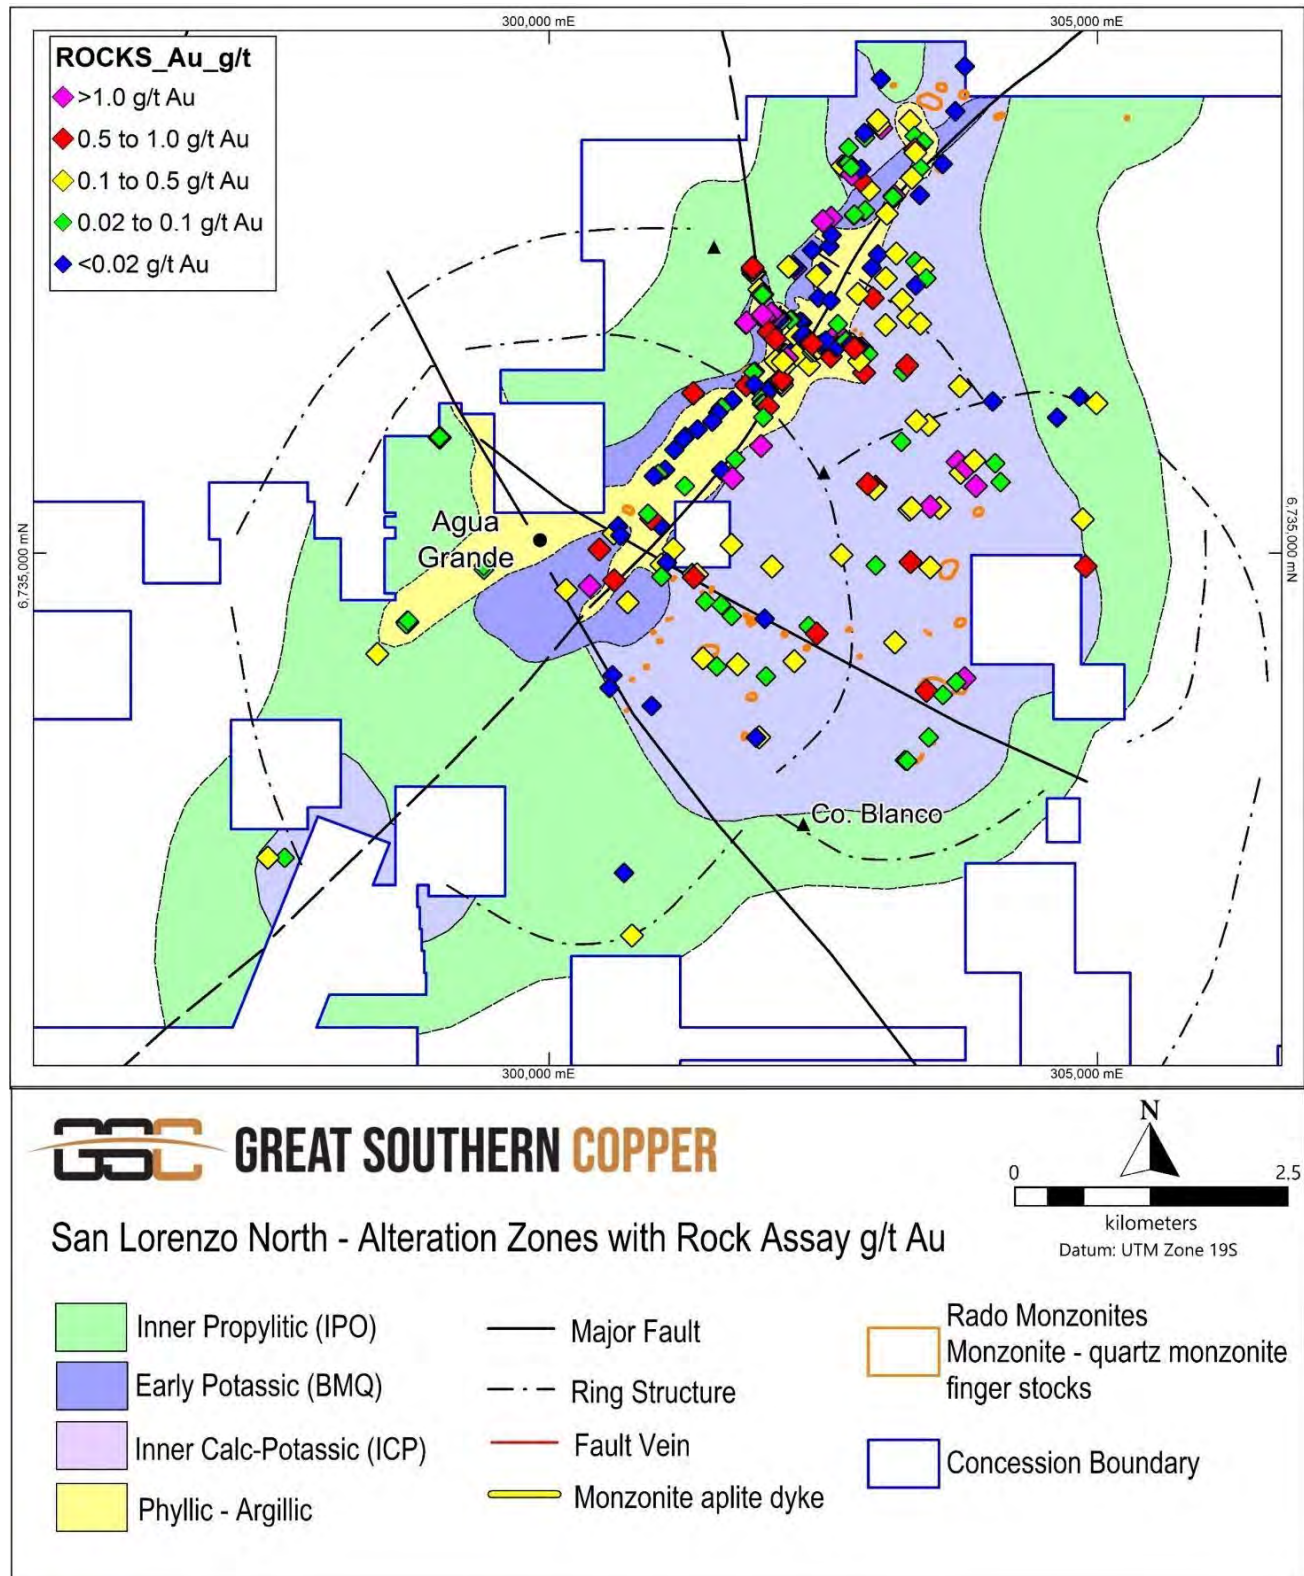 300,000 mE
305,000 mE
ROCKS_Au_g/t
>1.0 g/t Au
0.5 to 1.0 g/t Au
0.1 to 0.5 g/t Au
0.02 to 0.1 g/t Au
<0.02 g/t Au
6,735,000 mN
6,735,000 mN
Agua
Grande
Co. Blanco
300,000 mE
305,000 mE
GSC GREAT SOUTHERN COPPER
N
0
2.5
kilometers
Datum: UTM Zone 19S
San Lorenzo North - Alteration Zones with Rock Assay g/t Au
Inner Propylitic (IPO)
Early Potassic (BMQ)
Inner Calc-Potassic (ICP)
Phyllic - Argillic
Major Fault
Ring Structure
Fault Vein
Monzonite aplite dyke
Rado Monzonites
Monzonite - quartz monzonite
finger stocks
Concession Boundary